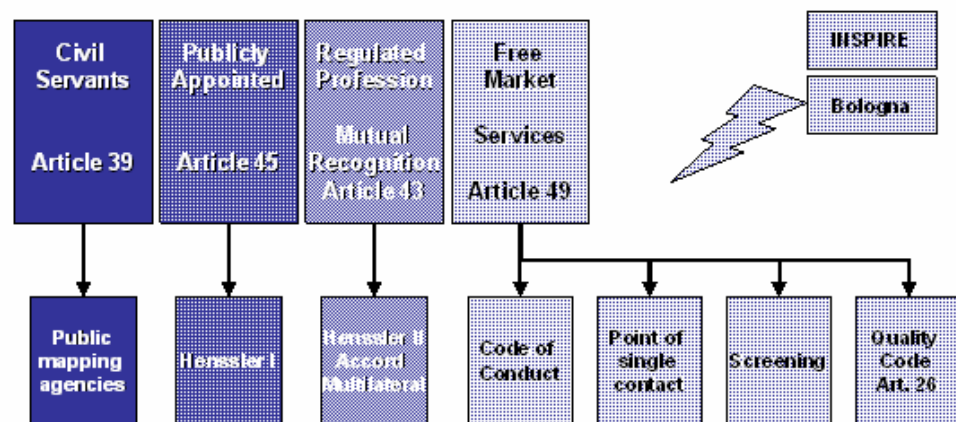 Civil
Servants
Article 39
Publicly
Appointed
Article 45
Regulated
Profession
Mutual
Recognition
Article 43
Free
Market
Services
Article 49
INSPIRE
Bologna
Public
mapping
agencies
Henssler I
Henssler II
Accord
Multilateral
Code of
Conduct
Point of
single
contact
Screening
Quality
Code
Art. 26